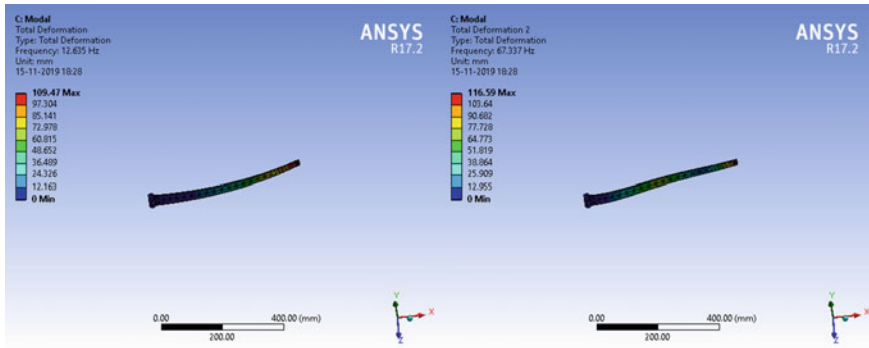 C: Modal
Total Deformation
Type: Total Deformation
Frequency: 12.635 Hz
Unit: mm
15-11-2019 18:28
ANSYS
R17.2
109.47 Max
97.304
85.141
72.978
60.815
48.652
36.489
24.326
12.163
0 Min
0.00
400.00 (mm)
200.00
Y
X
Z
C: Modal
Total Deformation 2
Type: Total Deformation
Frequency: 67.337 Hz
Unit: mm
15-11-2019 18:28
ANSYS
R17.2
116.59 Max
103.64
90.682
77.728
64.773
51.819
38.864
25.909
12.955
0 Min
0.00
400.00 (mm)
200.00
Y
X
Z